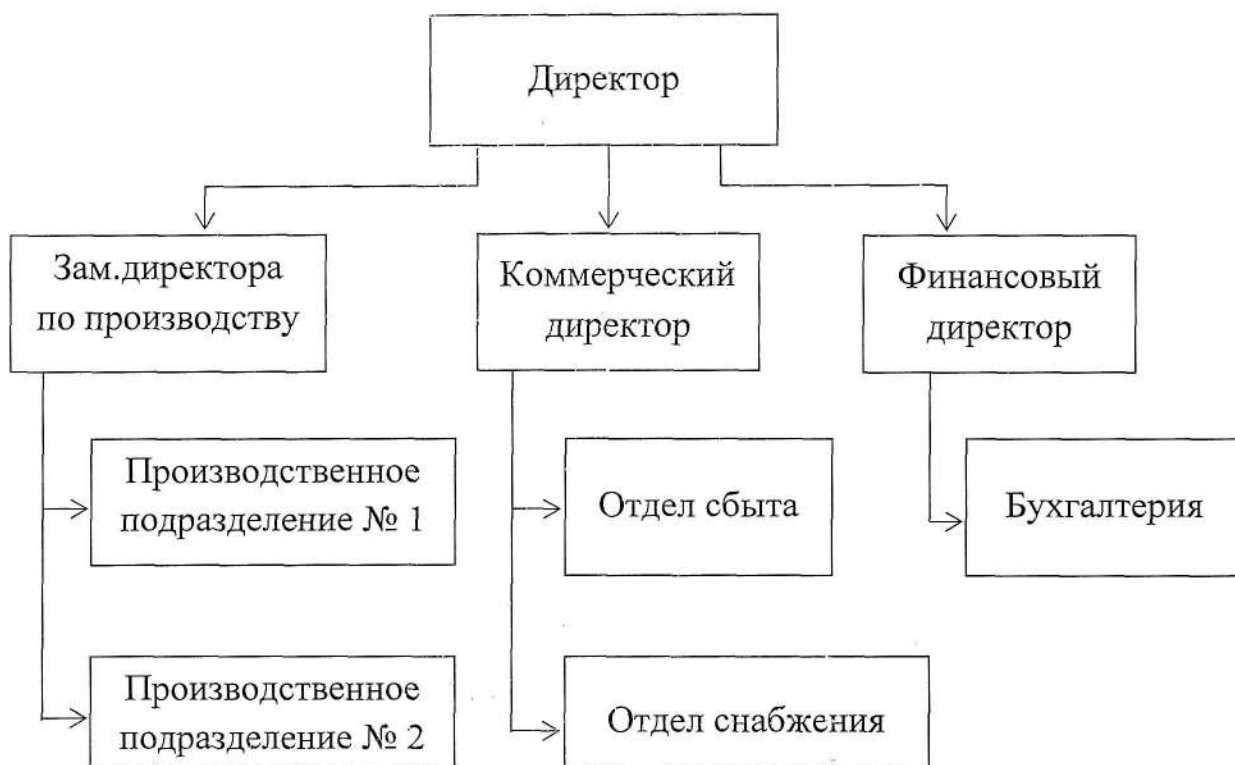 Директор
Зам.директора
по производству
Коммерческий
директор
Финансовый
директор
Производственное
подразделение № 1
Отдел сбыта
Бухгалтерия
Производственное
подразделение № 2
Отдел снабжения